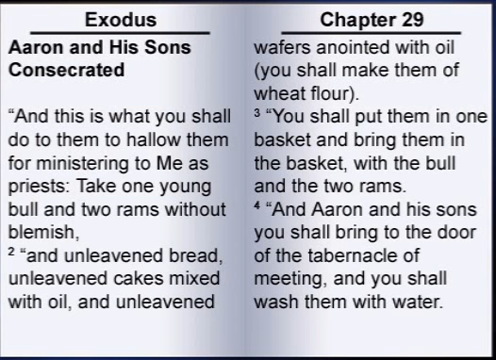 Exodus
Aaron and His Sons
Consecrated
“And this is what you shall
do to them to hallow them
for ministering to Me as
priests: Take one young
bull and two rams without
blemish,
² “and unleavened bread,
unleavened cakes mixed
with oil, and unleavened
Chapter 29
wafers anointed with oil
(you shall make them of
wheat flour).
³ “You shall put them in one
basket and bring them in
the basket, with the bull
and the two rams.
⁴ “And Aaron and his sons
you shall bring to the door
of the tabernacle of
meeting, and you shall
wash them with water.